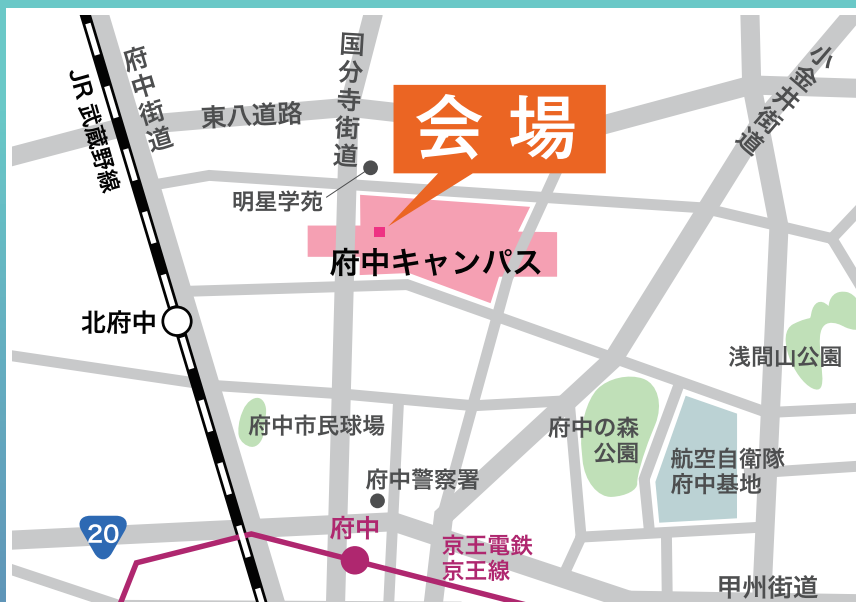 府中街道
国分寺街道
小金井街道
JR 武蔵野線
東八道路
会 場
明星学苑
府中キャンパス
北府中
浅間山公園
府中市民球場
府中の森
公園
航空自衛隊
府中基地
府中警察署
20
府中
京王電鉄
京王線
甲州街道